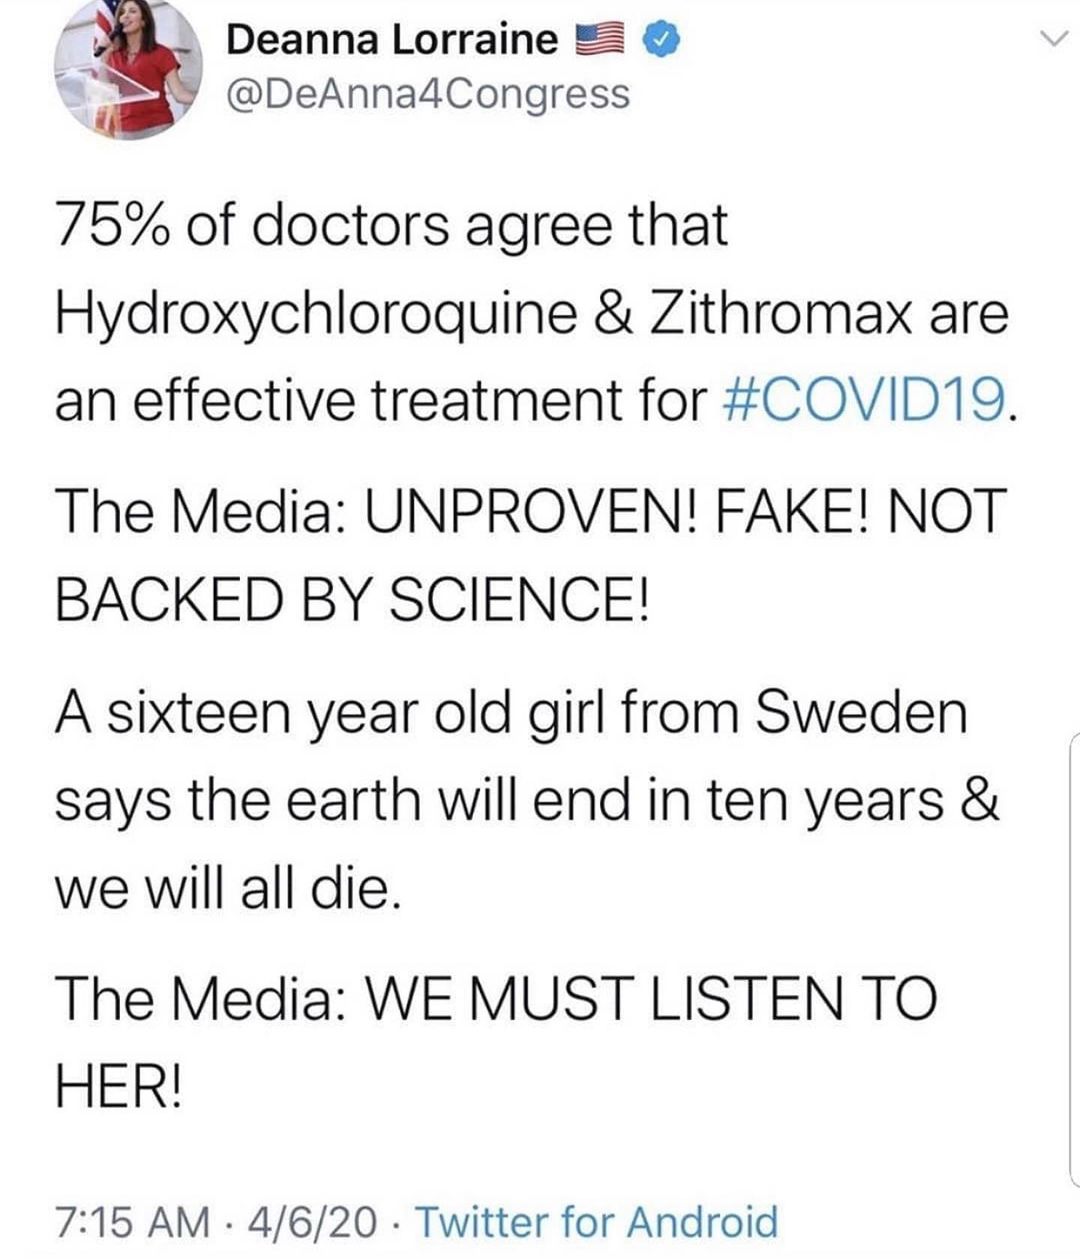 Deanna Lorraine 🇺🇸
@DeAnna4Congress
75% of doctors agree that
Hydroxychloroquine & Zithromax are
an effective treatment for #COVID19.
The Media: UNPROVEN! FAKE! NOT
BACKED BY SCIENCE!
A sixteen year old girl from Sweden
says the earth will end in ten years &
we will all die.
The Media: WE MUST LISTEN TO
HER!
7:15 AM · 4/6/20 · Twitter for Android